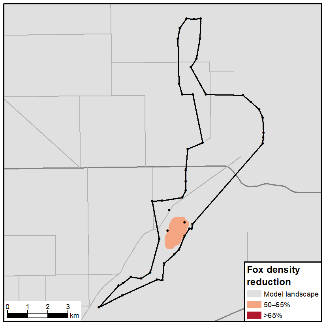 Fox density
reduction
Model landscape
50–65%
>65%
0 1 2 3 km